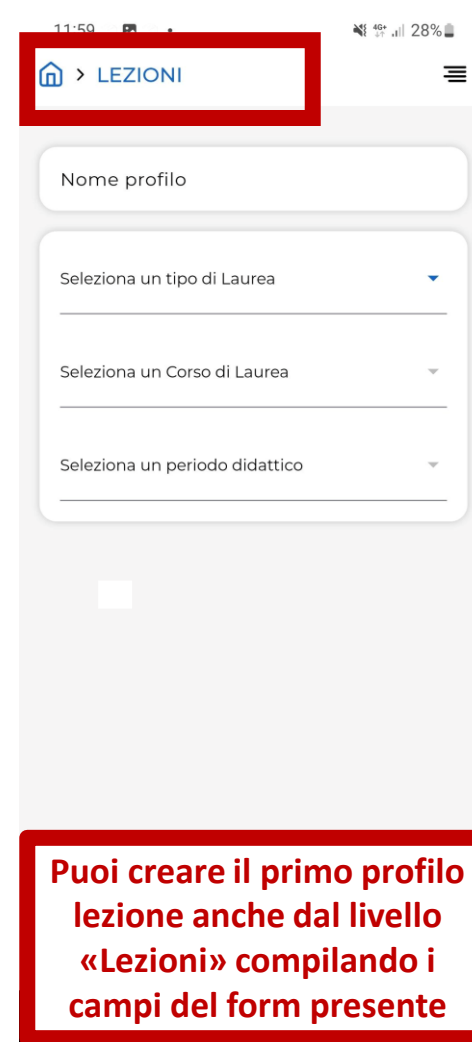 11:59
4G+ 28%
> LEZIONI
Nome profilo
Seleziona un tipo di Laurea
Seleziona un Corso di Laurea
Seleziona un periodo didattico
Puoi creare il primo profilo
lezione anche dal livello
«Lezioni» compilando i
campi del form presente